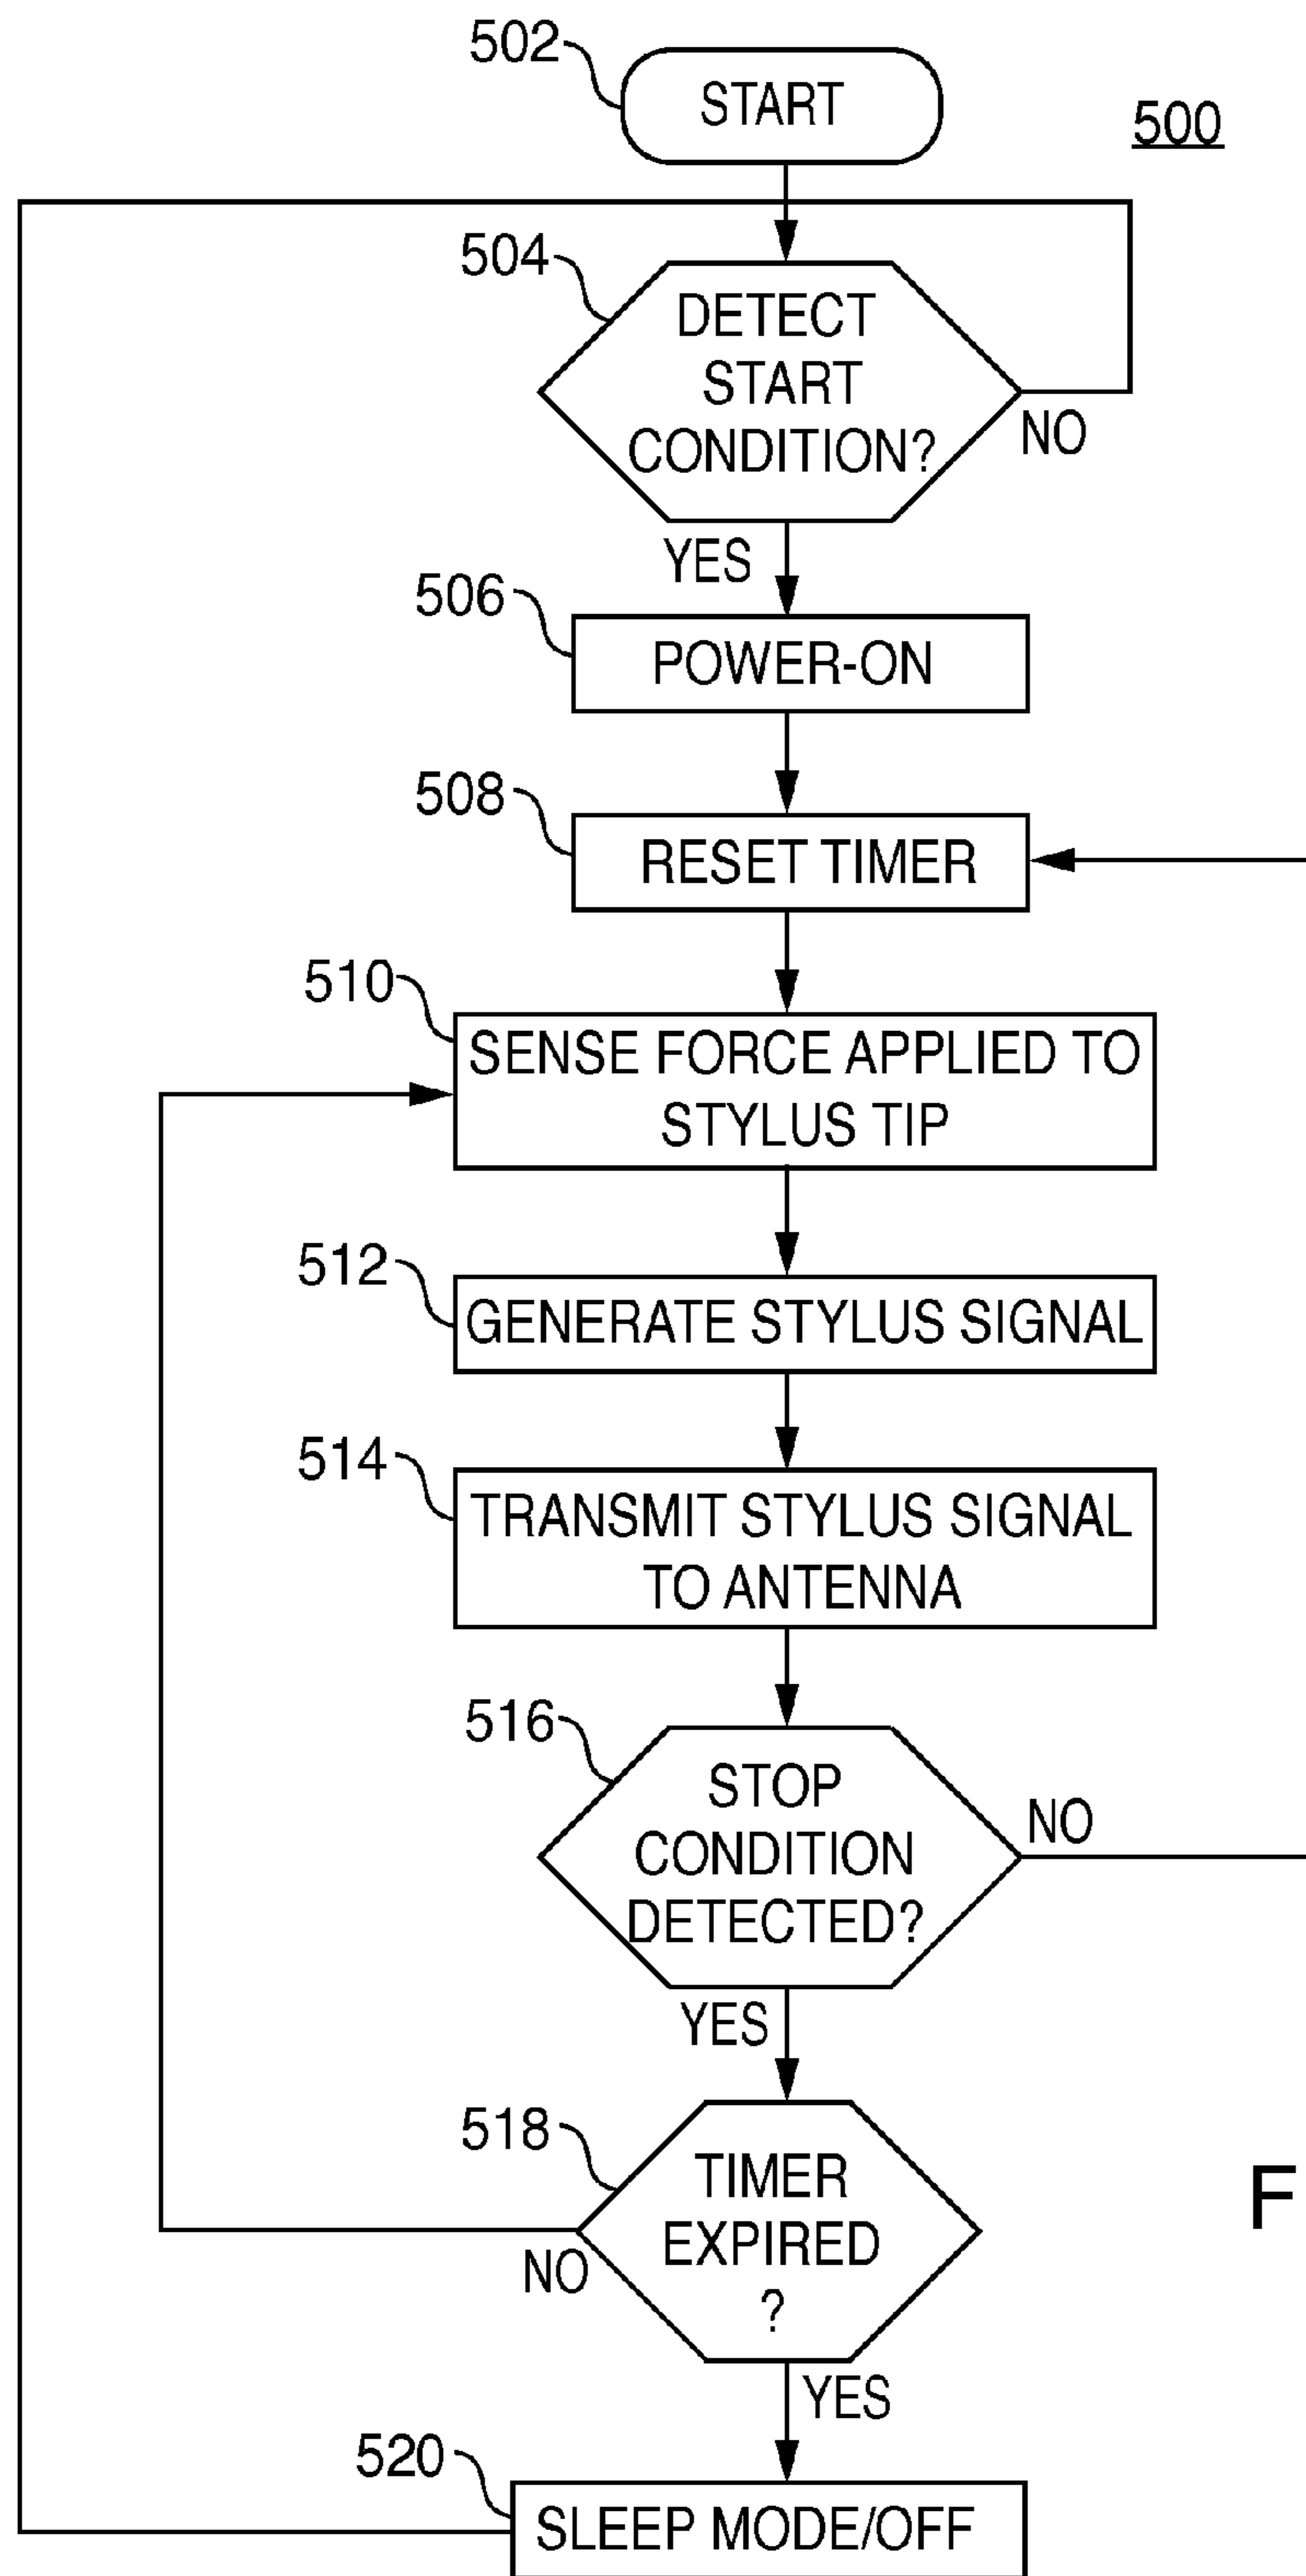 502
START
500
504
DETECT
START
CONDITION?
NO
YES
506
POWER-ON
508
RESET TIMER
510
SENSE FORCE APPLIED TO
STYLUS TIP
512
GENERATE STYLUS SIGNAL
514
TRANSMIT STYLUS SIGNAL
TO ANTENNA
516
STOP
CONDITION
DETECTED?
NO
YES
518
TIMER
EXPIRED
?
NO
F
YES
520
SLEEP MODE/OFF